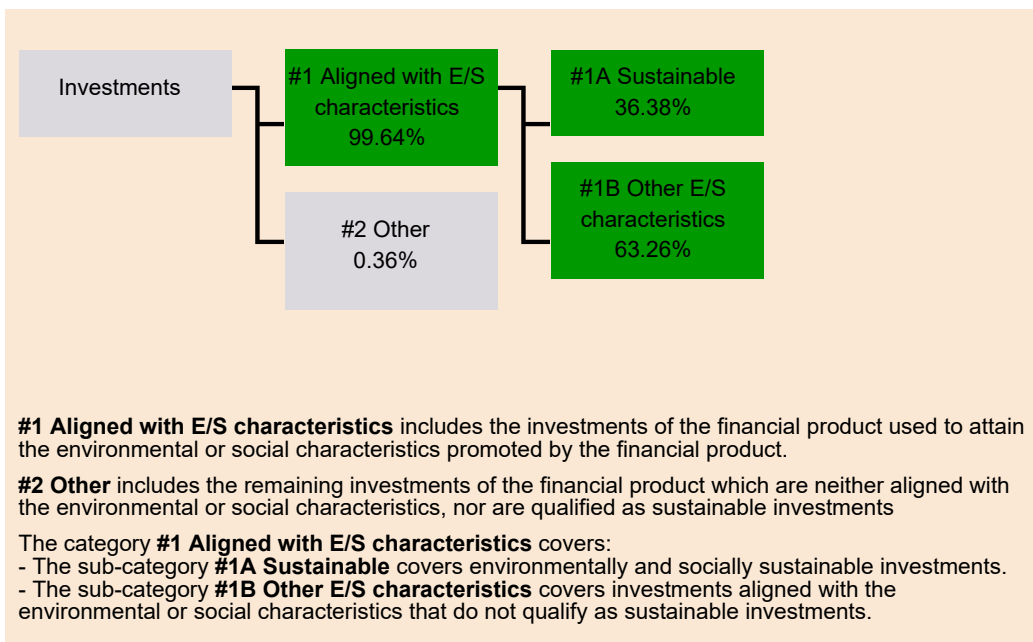 Investments
#1 Aligned with E/S
characteristics
99.64%
#2 Other
0.36%
#1A Sustainable
36.38%
#1B Other E/S
characteristics
63.26%
#1 Aligned with E/S characteristics includes the investments of the financial product used to attain
the environmental or social characteristics promoted by the financial product.
#2 Other includes the remaining investments of the financial product which are neither aligned with
the environmental or social characteristics, nor are qualified as sustainable investments
The category #1 Aligned with E/S characteristics covers:
- The sub-category #1A Sustainable covers environmentally and socially sustainable investments.
- The sub-category #1B Other E/S characteristics covers investments aligned with the
environmental or social characteristics that do not qualify as sustainable investments.